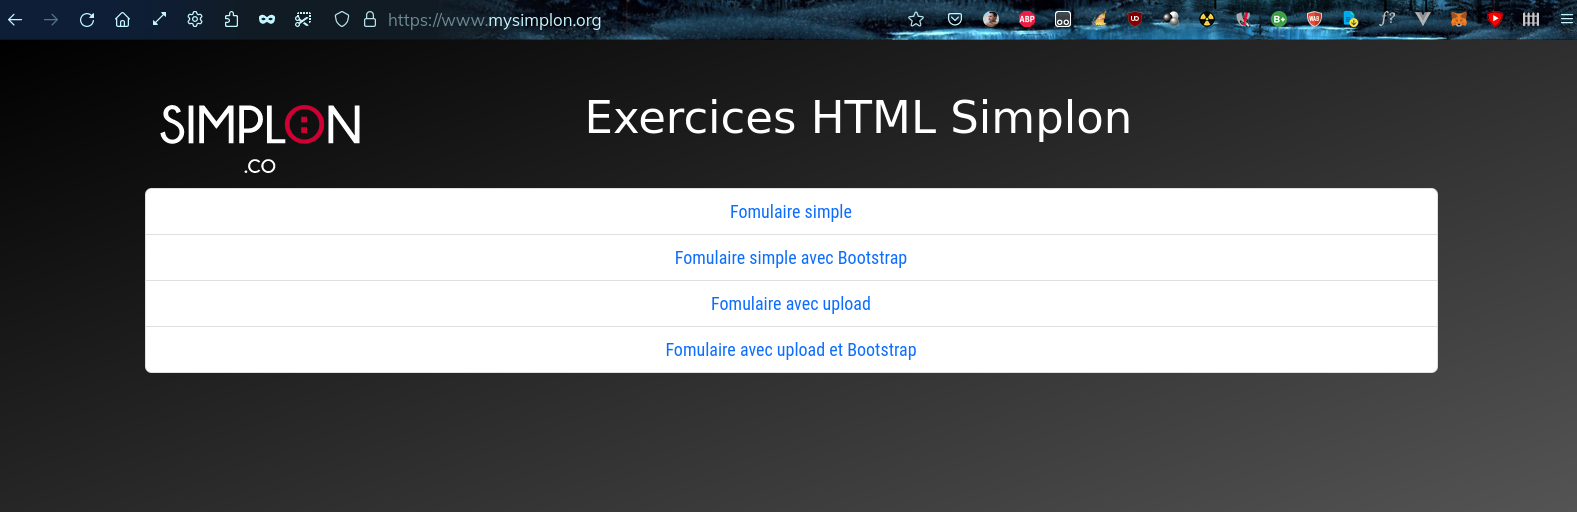 https://www.mysimplon.org
ABP
UD
B+
f?
SIMPLON
.CO
Exercices HTML Simplon
Fomulaire simple
Fomulaire simple avec Bootstrap
Fomulaire avec upload
Fomulaire avec upload et Bootstrap